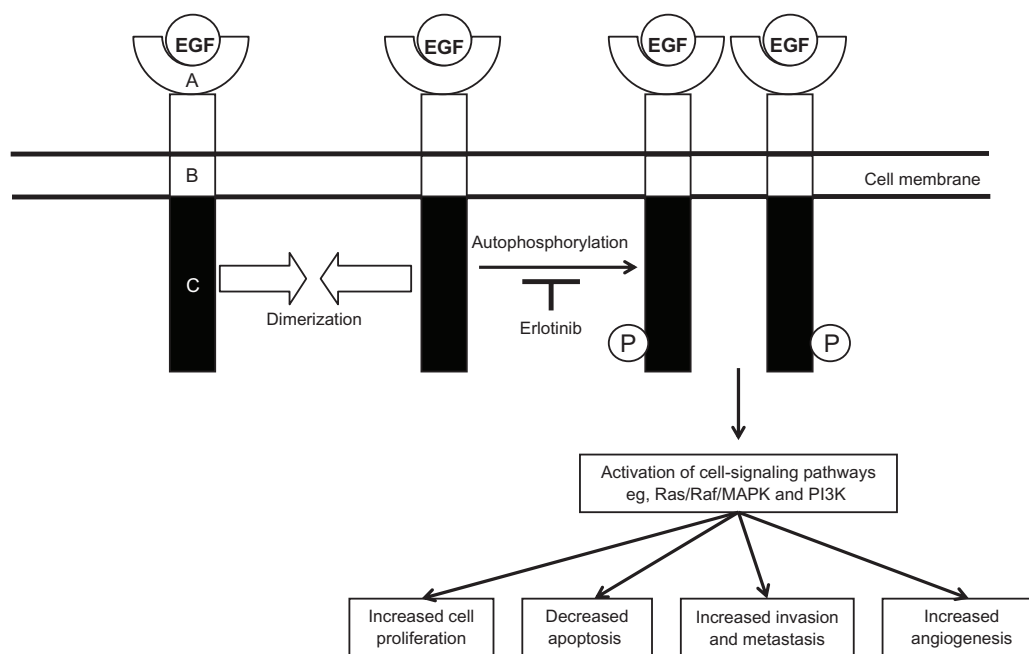 EGF
EGF
EGF
EGF
A
B
Cell membrane
C
Autophosphorylation
Dimerization
Erlotinib
P
P
Activation of cell-signaling pathways
eg, Ras/Raf/MAPK and PI3K
Increased cell
proliferation
Decreased
apoptosis
Increased invasion
and metastasis
Increased
angiogenesis